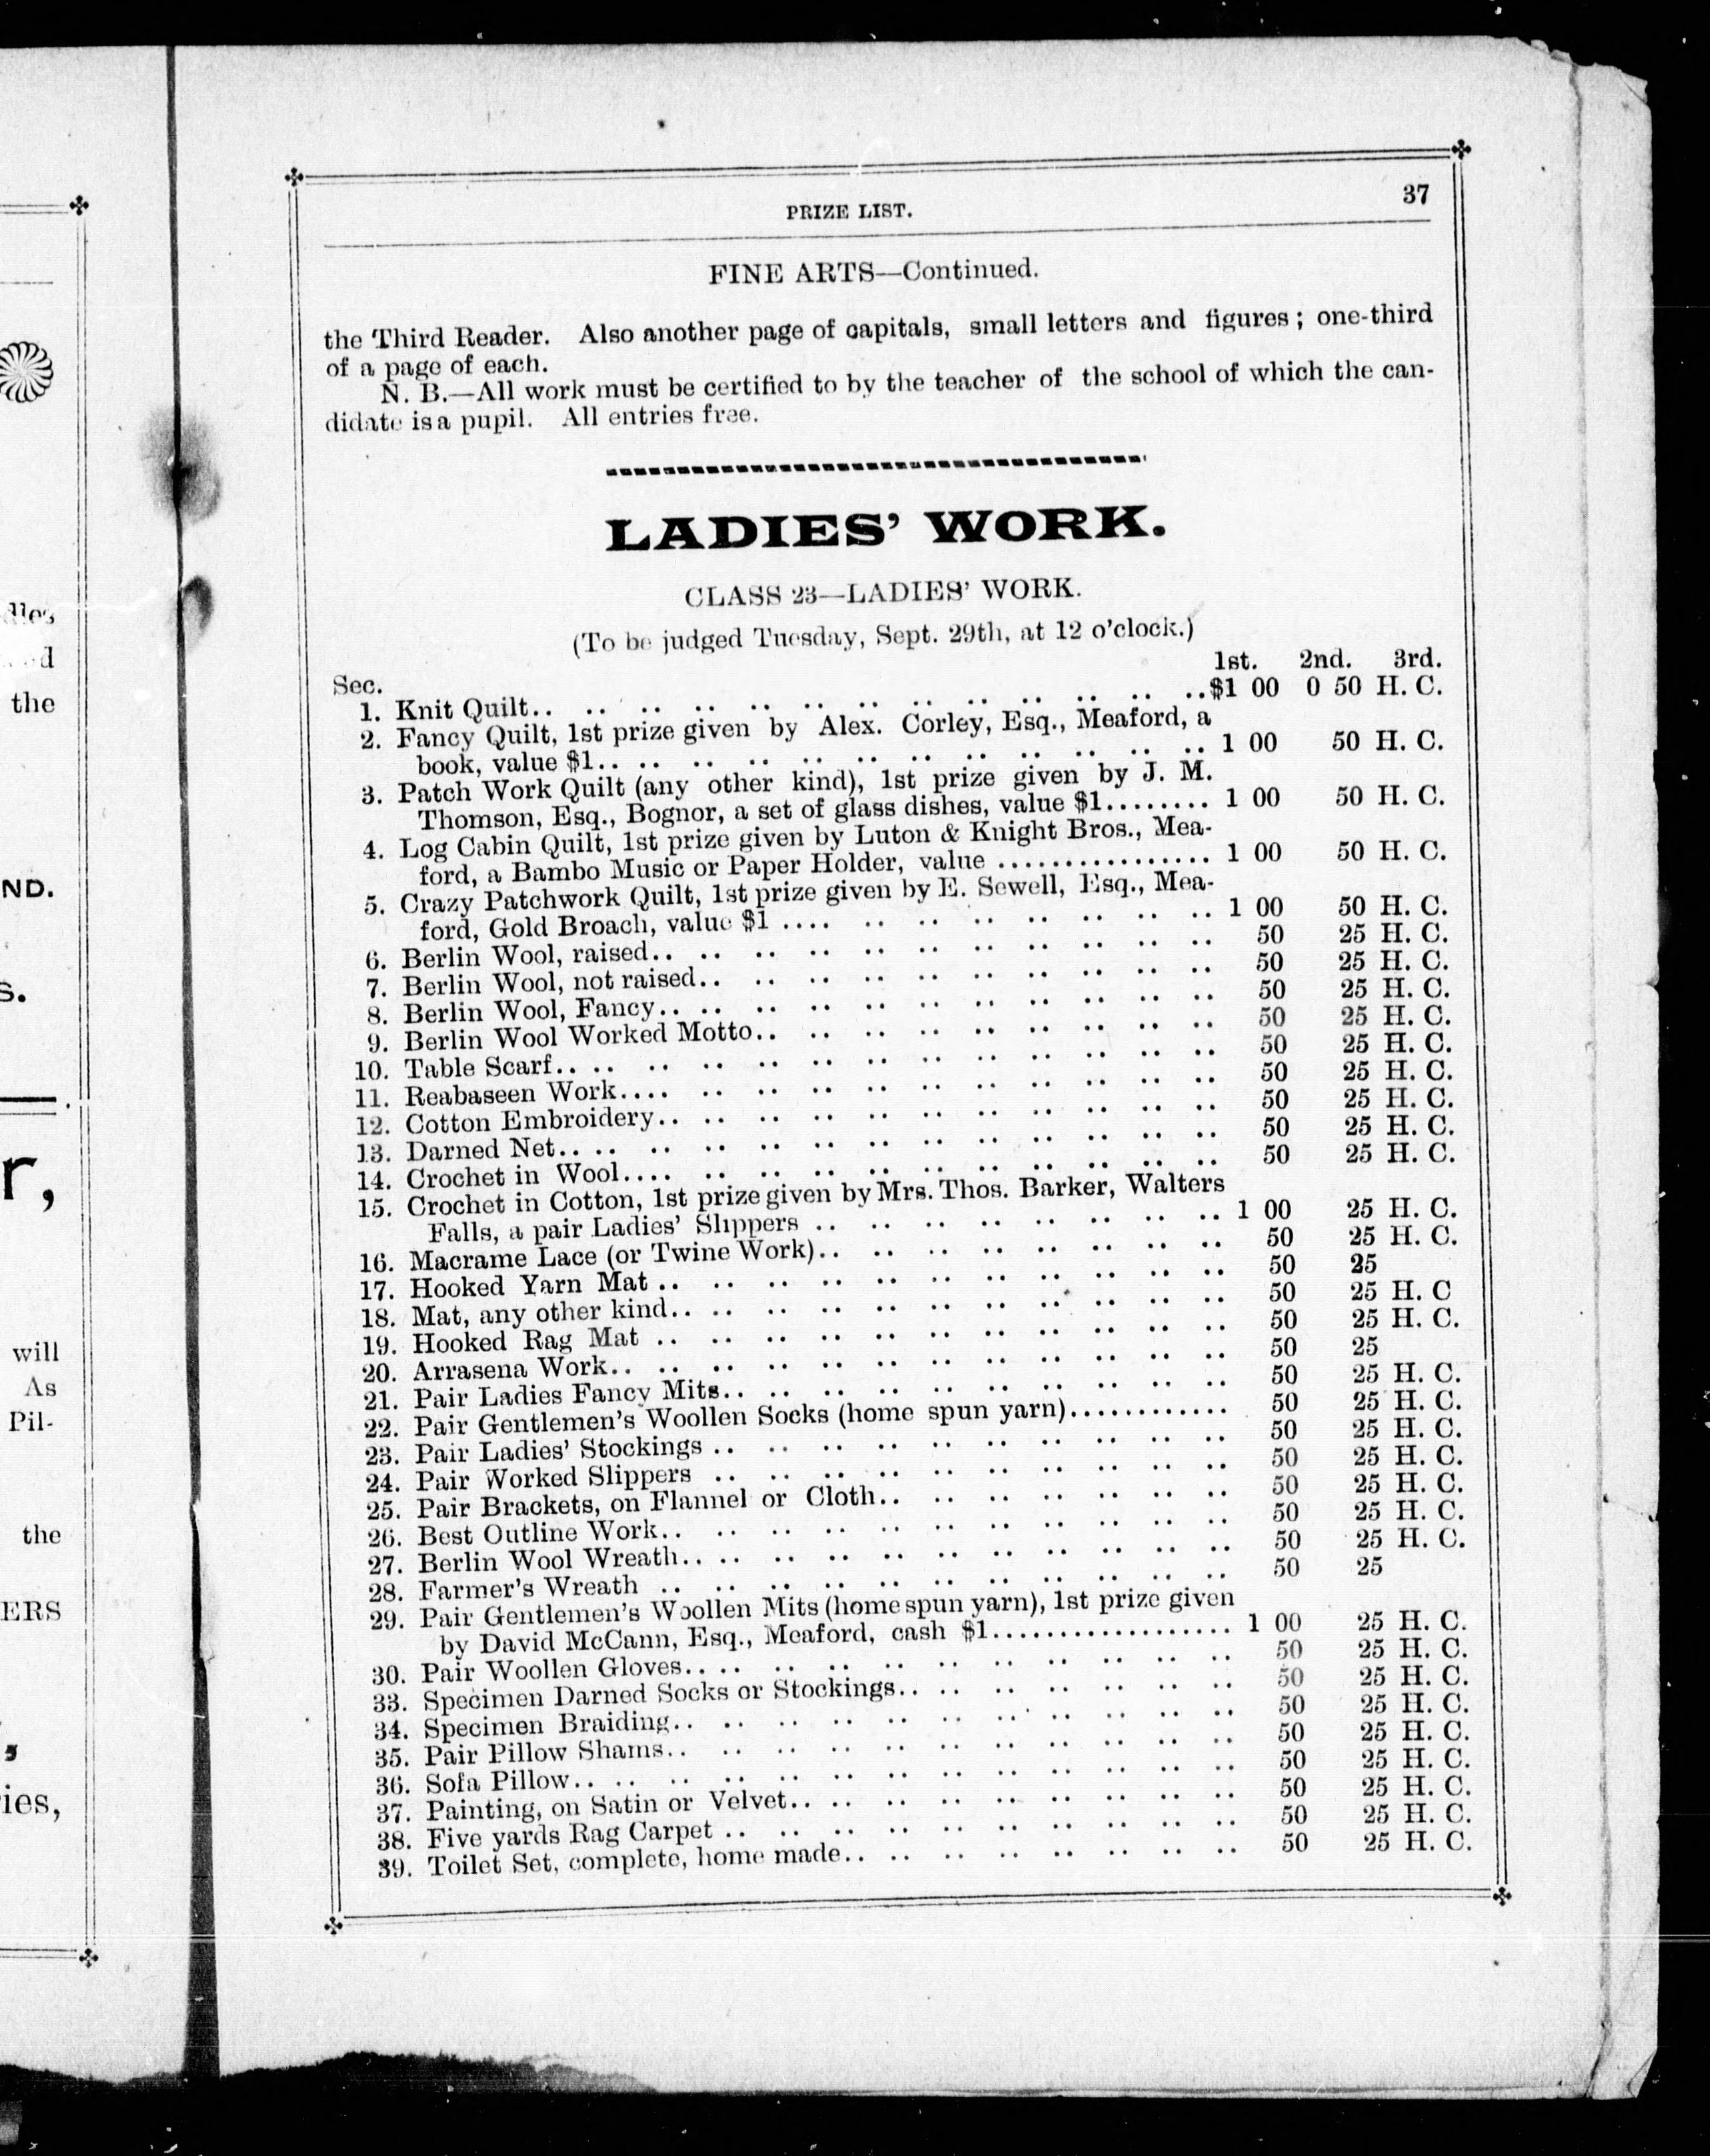 PRIZE LIST. 37
FINE ARTS—Continued.
the Third Reader. Also another page of capitals, small letters and figures; one-third
of a page of each.
N. B.—All work must be certified to by the teacher of the school of which the can-
didate is a pupil. All entries free.
LADIES' WORK.
CLASS 23—LADIES' WORK.
(To be judged Tuesday, Sept. 29th, at 12 o'clock.)
Sec. 1st. 2nd. 3rd.
1. Knit Quilt.. .. .. .. .. .. .. .. .. .. .. .. ..$1 00 0 50 H. C.
2. Fancy Quilt, 1st prize given by Alex. Corley, Esq., Meaford, a
book, value $1.. .. .. .. .. .. .. .. .. .. .. .. 1 00 50 H. C.
3. Patch Work Quilt (any other kind), 1st prize given by J. M.
Thomson, Esq., Bognor, a set of glass dishes, value $1........ 1 00 50 H. C.
4. Log Cabin Quilt, 1st prize given by Luton & Knight Bros., Mea-
ford, a Bambo Music or Paper Holder, value ................ 1 00 50 H. C.
5. Crazy Patchwork Quilt, 1st prize given by E. Sewell, Esq., Mea-
ford, Gold Broach, value $1 .... .. .. .. .. .. .. .. 1 00 50 H. C.
6. Berlin Wool, raised.. .. .. .. .. .. .. .. .. .. .. 50 25 H. C.
7. Berlin Wool, not raised.. .. .. .. .. .. .. .. .. .. 50 25 H. C.
8. Berlin Wool, Fancy.. .. .. .. .. .. .. .. .. .. .. 50 25 H. C.
9. Berlin Wool Worked Motto.. .. .. .. .. .. .. .. .. 50 25 H. C.
10. Table Scarf.. .. .. .. .. .. .. .. .. .. .. .. .. 50 25 H. C.
11. Reabaseen Work.... .. .. .. .. .. .. .. .. .. .. 50 25 H. C.
12. Cotton Embroidery.. .. .. .. .. .. .. .. .. .. .. 50 25 H. C.
13. Darned Net.. .. .. .. .. .. .. .. .. .. .. .. .. 50 25 H. C.
14. Crochet in Wool.... .. .. .. .. .. .. .. .. .. .. 50 25 H. C.
15. Crochet in Cotton, 1st prize given by Mrs. Thos. Barker, Walters
Falls, a pair Ladies' Slippers .. .. .. .. .. .. .. .. 1 00 25 H. C.
16. Macrame Lace (or Twine Work).. .. .. .. .. .. .. .. 50 25 H. C.
17. Hooked Yarn Mat .. .. .. .. .. .. .. .. .. .. .. 50 25
18. Mat, any other kind.. .. .. .. .. .. .. .. .. .. .. 50 25 H. C
19. Hooked Rag Mat .. .. .. .. .. .. .. .. .. .. .. 50 25 H. C.
20. Arrasena Work.. .. .. .. .. .. .. .. .. .. .. .. 50 25
21. Pair Ladies Fancy Mits.. .. .. .. .. .. .. .. .. .. 50 25 H. C.
22. Pair Gentlemen's Woollen Socks (home spun yarn)............ 50 25 H. C.
23. Pair Ladies' Stockings .. .. .. .. .. .. .. .. .. .. 50 25 H. C.
24. Pair Worked Slippers .. .. .. .. .. .. .. .. .. .. 50 25 H. C.
25. Pair Brackets, on Flannel or Cloth.. .. .. .. .. .. .. 50 25 H. C.
26. Best Outline Work.. .. .. .. .. .. .. .. .. .. .. 50 25 H. C.
27. Berlin Wool Wreath.. .. .. .. .. .. .. .. .. .. .. 50 25 H. C.
28. Farmer's Wreath .. .. .. .. .. .. .. .. .. .. .. 50 25
29. Pair Gentlemen's Woollen Mits (home spun yarn), 1st prize given
by David McCann, Esq., Meaford, cash $1.................. 1 00 25 H. C.
30. Pair Woollen Gloves.. .. .. .. .. .. .. .. .. .. .. 50 25 H. C.
33. Specimen Darned Socks or Stockings.. .. .. .. .. .. .. 50 25 H. C.
34. Specimen Braiding.. .. .. .. .. .. .. .. .. .. .. 50 25 H. C.
35. Pair Pillow Shams.. .. .. .. .. .. .. .. .. .. .. 50 25 H. C.
36. Sofa Pillow.. .. .. .. .. .. .. .. .. .. .. .. .. 50 25 H. C.
37. Painting, on Satin or Velvet.. .. .. .. .. .. .. .. .. 50 25 H. C.
38. Five yards Rag Carpet .. .. .. .. .. .. .. .. .. .. 50 25 H. C.
39. Toilet Set, complete, home made.. .. .. .. .. .. .. .. 50 25 H. C.
the
ND.
S.
r,
will
As
Pil-
the
ERS
ies,